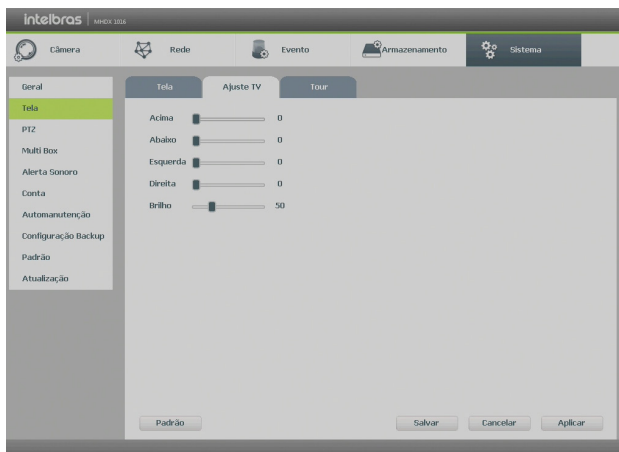 intelbras | MHDX 1016
Câmera Rede Evento Armazenamento Sistema
Geral
Tela
PTZ
Multi Box
Alerta Sonoro
Conta
Automanutenção
Configuração Backup
Padrão
Atualização
Tela Ajuste TV Tour
Acima 0
Abaixo 0
Esquerda 0
Direita 0
Brilho 50
Padrão Salvar Cancelar Aplicar